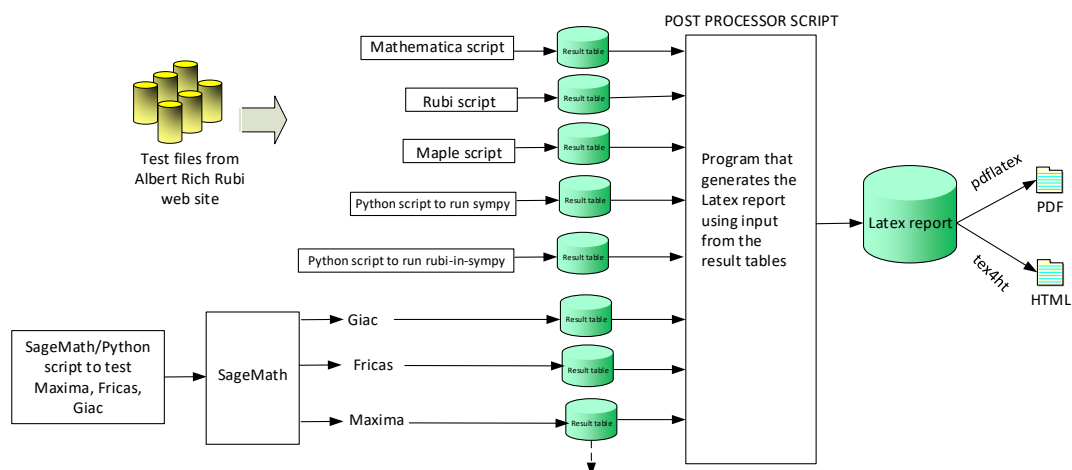 POST PROCESSOR SCRIPT
Mathematica script
Result table
Rubi script
Result table
Maple script
Result table
Python script to run sympy
Result table
Python script to run rubi-in-sympy
Result table
Test files from
Albert Rich Rubi
web site
Program that
generates the
Latex report
using input
from the
result tables
Latex report
pdflatex
PDF
tex4ht
HTML
SageMath/Python
script to test
Maxima, Fricas,
Giac
SageMath
Giac
Result table
Fricas
Result table
Maxima
Result table